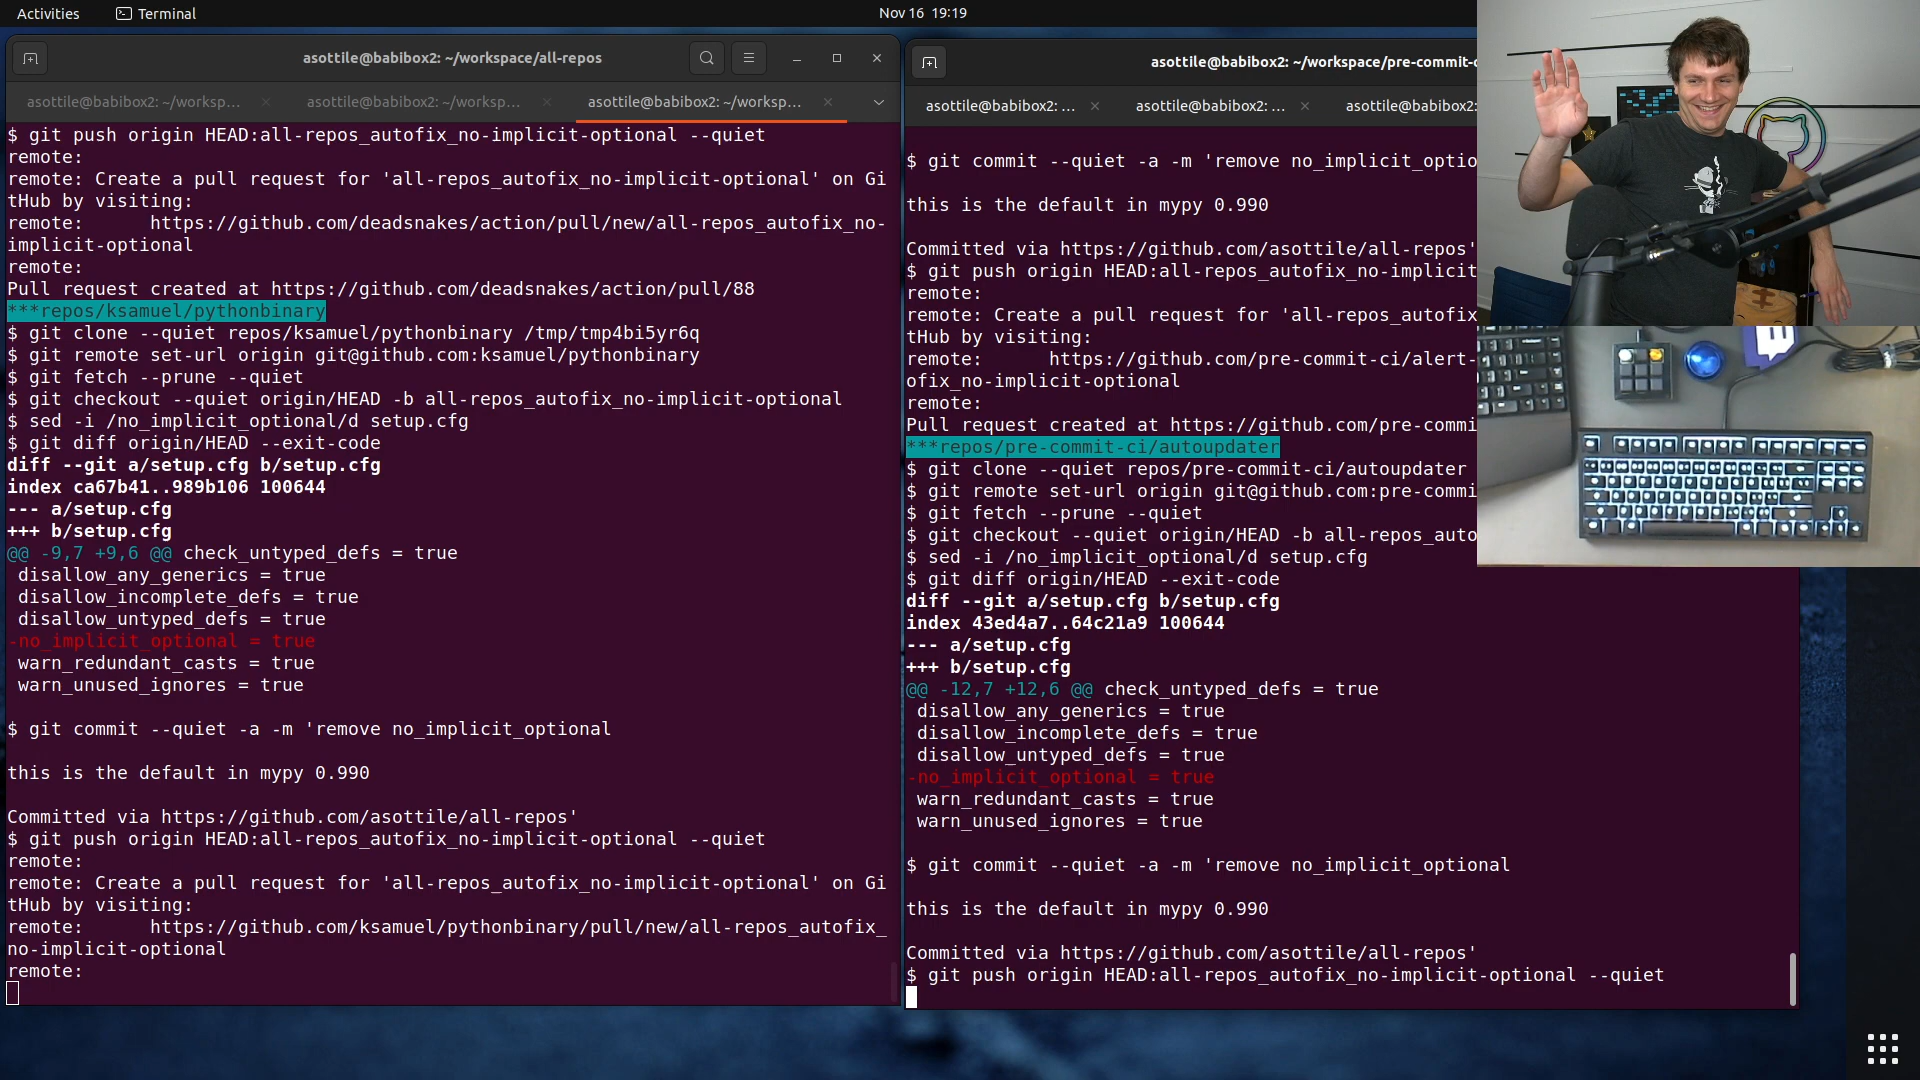 Activities
Terminal
Nov 16 19:19
asottile@babibox2: ~/workspace/all-repos
asottile@babibox2: ~/worksp...
asottile@babibox2: ~/worksp...
asottile@babibox2: ~/worksp...
$ git push origin HEAD:all-repos_autofix_no-implicit-optional --quiet
remote:
remote: Create a pull request for 'all-repos_autofix_no-implicit-optional' on Gi
tHub by visiting:
remote:      https://github.com/deadsnakes/action/pull/new/all-repos_autofix_no-
implicit-optional
remote:
Pull request created at https://github.com/deadsnakes/action/pull/88
***repos/ksamuel/pythonbinary
$ git clone --quiet repos/ksamuel/pythonbinary /tmp/tmp4bi5yr6q
$ git remote set-url origin git@github.com:ksamuel/pythonbinary
$ git fetch --prune --quiet
$ git checkout --quiet origin/HEAD -b all-repos_autofix_no-implicit-optional
$ sed -i /no_implicit_optional/d setup.cfg
$ git diff origin/HEAD --exit-code
diff --git a/setup.cfg b/setup.cfg
index ca67b41..989b106 100644
--- a/setup.cfg
+++ b/setup.cfg
@@ -9,7 +9,6 @@ check_untyped_defs = true
 disallow_any_generics = true
 disallow_incomplete_defs = true
 disallow_untyped_defs = true
-no_implicit_optional = true
 warn_redundant_casts = true
 warn_unused_ignores = true
$ git commit --quiet -a -m 'remove no_implicit_optional
this is the default in mypy 0.990
Committed via https://github.com/asottile/all-repos'
$ git push origin HEAD:all-repos_autofix_no-implicit-optional --quiet
remote:
remote: Create a pull request for 'all-repos_autofix_no-implicit-optional' on Gi
tHub by visiting:
remote:      https://github.com/ksamuel/pythonbinary/pull/new/all-repos_autofix_
no-implicit-optional
remote:
asottile@babibox2: ~/workspace/pre-commit-c
asottile@babibox2: ...
asottile@babibox2: ...
asottile@babibox2:
$ git commit --quiet -a -m 'remove no_implicit_optio
this is the default in mypy 0.990
Committed via https://github.com/asottile/all-repos'
$ git push origin HEAD:all-repos_autofix_no-implicit
remote:
remote: Create a pull request for 'all-repos_autofix
tHub by visiting:
remote:      https://github.com/pre-commit-ci/alert-
ofix_no-implicit-optional
remote:
Pull request created at https://github.com/pre-commi
***repos/pre-commit-ci/autoupdater
$ git clone --quiet repos/pre-commit-ci/autoupdater
$ git remote set-url origin git@github.com:pre-commi
$ git fetch --prune --quiet
$ git checkout --quiet origin/HEAD -b all-repos_auto
$ sed -i /no_implicit_optional/d setup.cfg
$ git diff origin/HEAD --exit-code
diff --git a/setup.cfg b/setup.cfg
index 43ed4a7..64c21a9 100644
--- a/setup.cfg
+++ b/setup.cfg
@@ -12,7 +12,6 @@ check_untyped_defs = true
 disallow_any_generics = true
 disallow_incomplete_defs = true
 disallow_untyped_defs = true
-no_implicit_optional = true
 warn_redundant_casts = true
 warn_unused_ignores = true
$ git commit --quiet -a -m 'remove no_implicit_optional
this is the default in mypy 0.990
Committed via https://github.com/asottile/all-repos'
$ git push origin HEAD:all-repos_autofix_no-implicit-optional --quiet